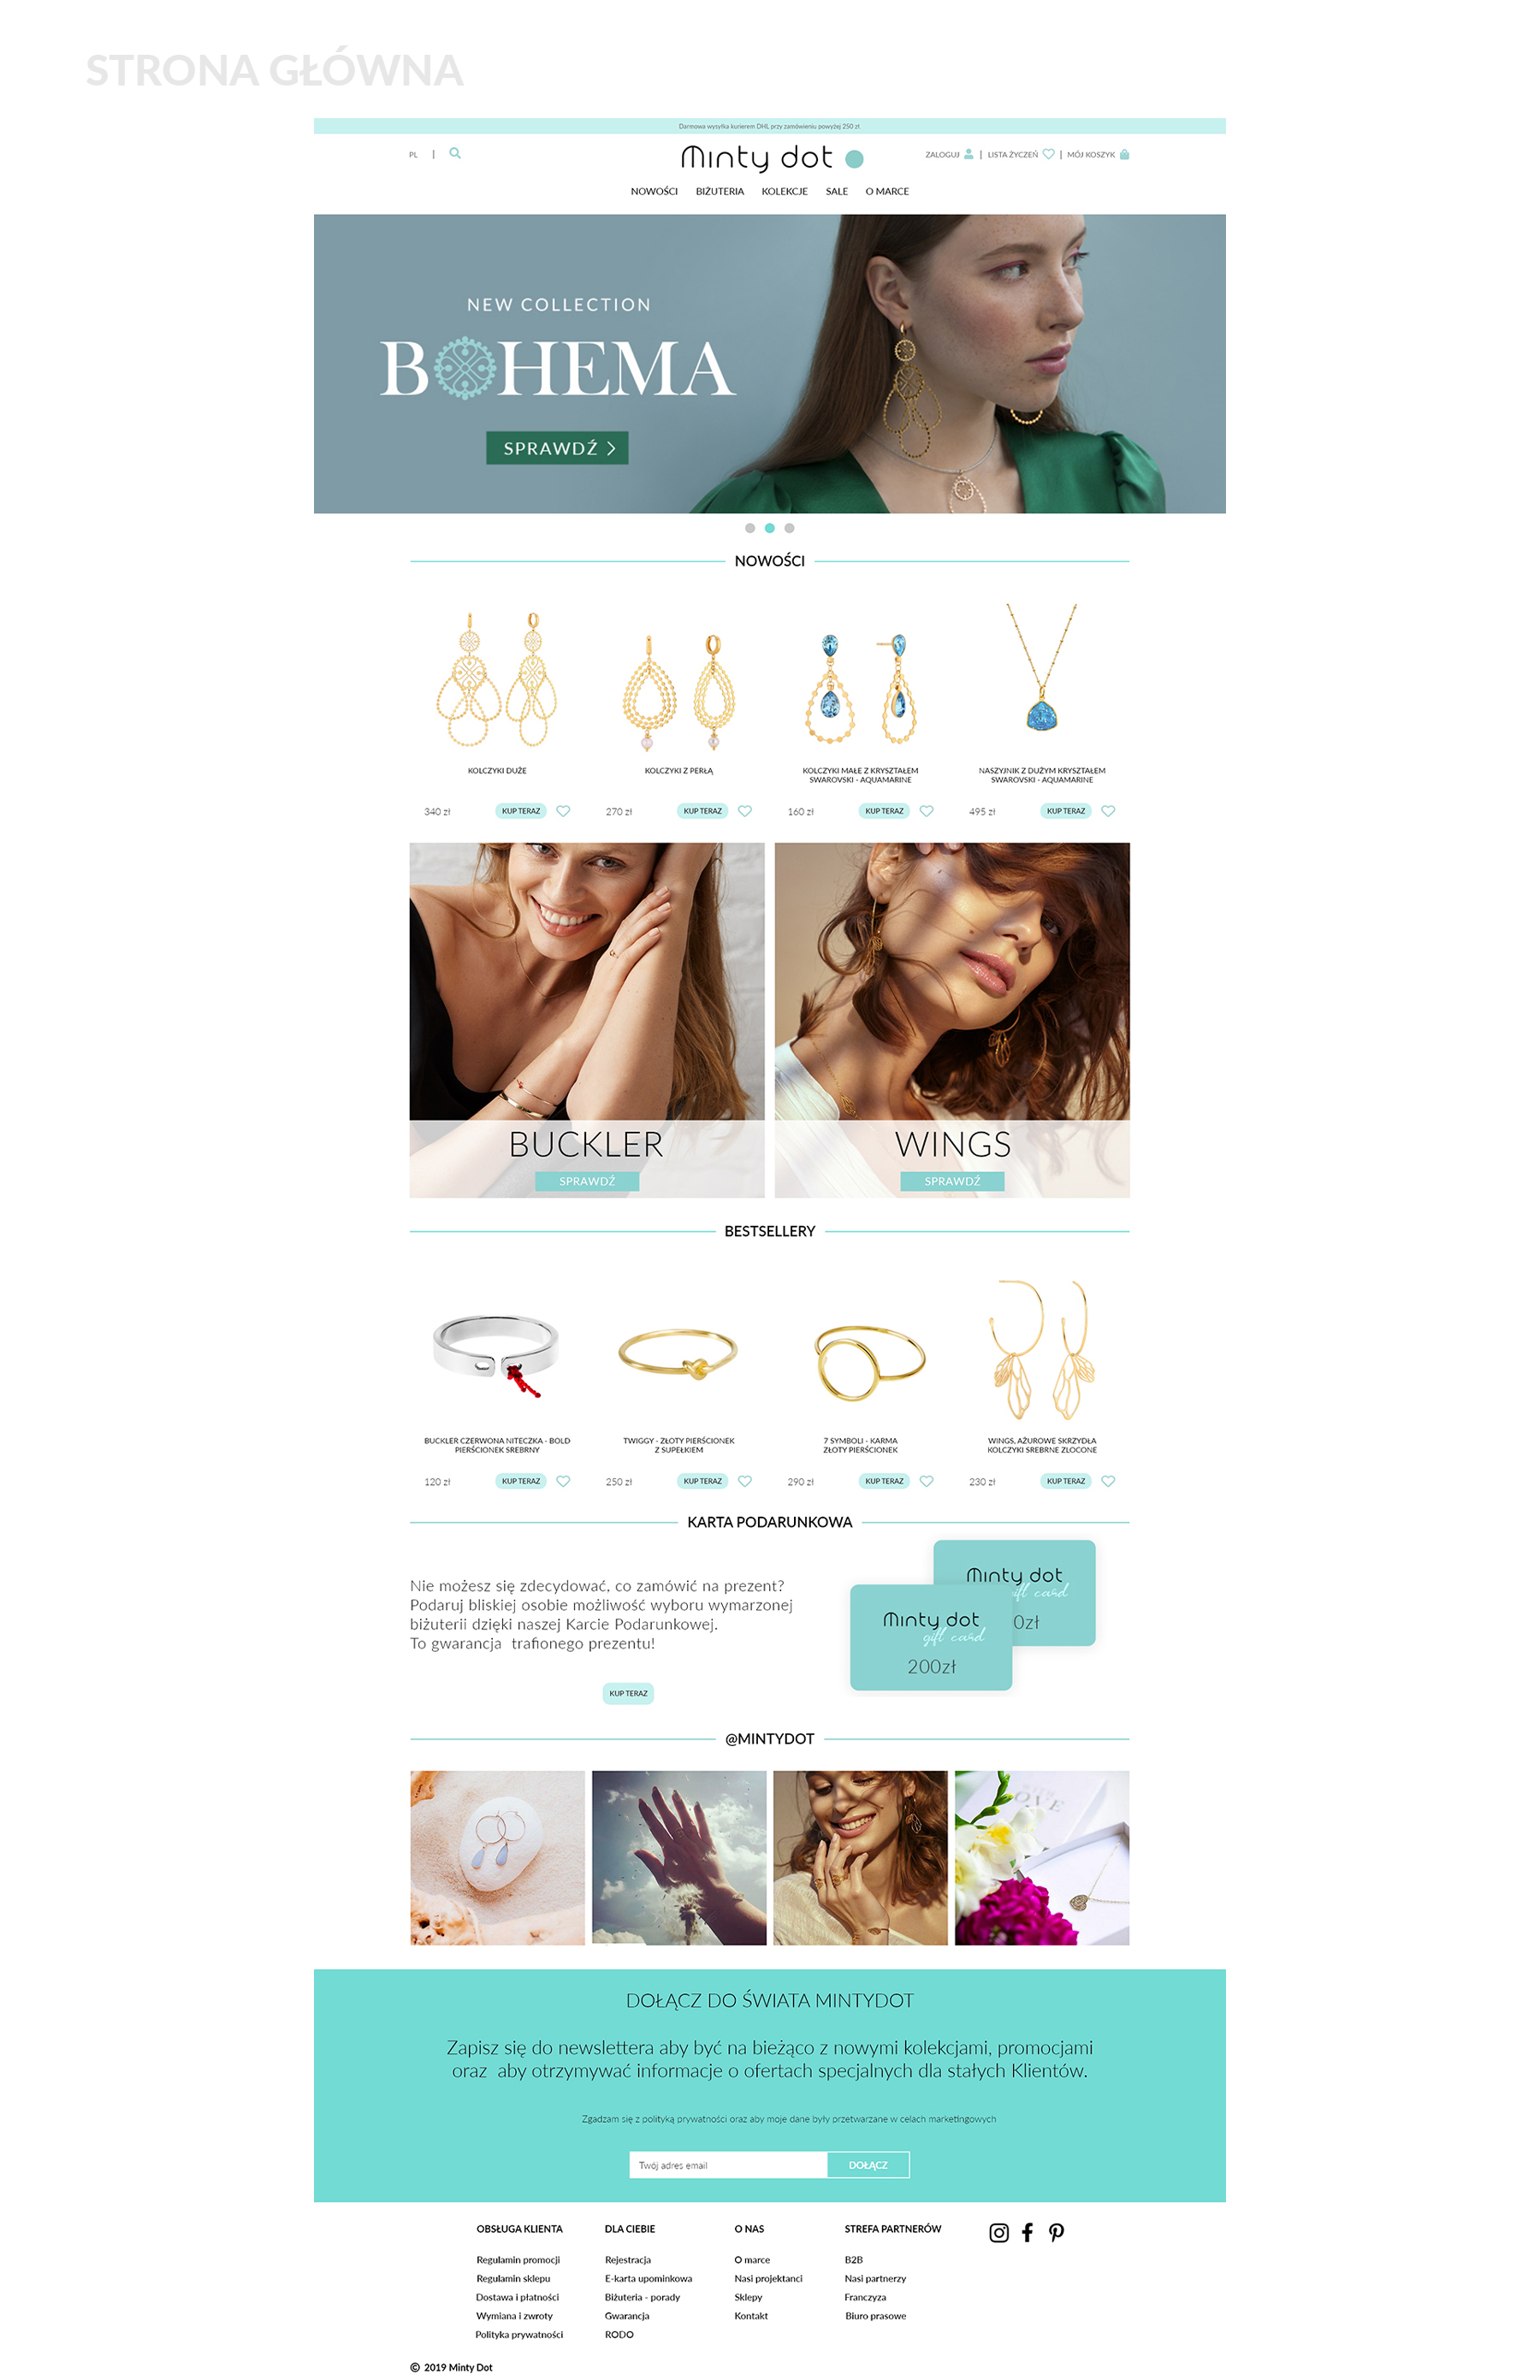 STRONA GŁÓWNA
Darmowa wysyłka kurierem DHL przy zamówieniu powyżej 250 zł.
PL |
Minty dot
ZALOGUJ | LISTA ŻYCZEŃ | MÓJ KOSZYK
NOWOŚCI BIŻUTERIA KOLEKCJE SALE O MARCE
NEW COLLECTION
BOHEMA
SPRAWDŹ >
NOWOŚCI
KOLCZYKI DUŻE
340 zł KUP TERAZ
KOLCZYKI Z PERŁĄ
270 zł KUP TERAZ
KOLCZYKI MAŁE Z KRYSZTAŁEM
SWAROVSKI - AQUAMARINE
160 zł KUP TERAZ
NASZYJNIK Z DUŻYM KRYSZTAŁEM
SWAROVSKI - AQUAMARINE
495 zł KUP TERAZ
BUCKLER
SPRAWDŹ
WINGS
SPRAWDŹ
BESTSELLERY
BUCKLER CZERWONA NITECZKA - BOLD
PIERŚCIONEK SREBRNY
120 zł KUP TERAZ
TWIGGY - ZŁOTY PIERŚCIONEK
Z SUPEŁKIEM
250 zł KUP TERAZ
7 SYMBOLI - KARMA
ZŁOTY PIERŚCIONEK
290 zł KUP TERAZ
WINGS, AŻUROWE SKRZYDŁA
KOLCZYKI SREBRNE ZLOCONE
230 zł KUP TERAZ
KARTA PODARUNKOWA
Nie możesz się zdecydować, co zamówić na prezent?
Podaruj bliskiej osobie możliwość wyboru wymarzonej
biżuterii dzięki naszej Karcie Podarunkowej.
To gwarancja trafionego prezentu!
KUP TERAZ
Minty dot
gift card
0zł
Minty dot
gift card
200zł
@MINTYDOT
DOŁĄCZ DO ŚWIATA MINTYDOT
Zapisz się do newslettera aby być na bieżąco z nowymi kolekcjami, promocjami
oraz aby otrzymywać informacje o ofertach specjalnych dla stałych Klientów.
Zgadzam się z polityką prywatności oraz aby moje dane były przetwarzane w celach marketingowych
Twój adres email DOŁĄCZ
OBSŁUGA KLIENTA
Regulamin promocji
Regulamin sklepu
Dostawa i płatności
Wymiana i zwroty
Polityka prywatności
DLA CIEBIE
Rejestracja
E-karta upominkowa
Biżuteria - porady
Gwarancja
RODO
O NAS
O marce
Nasi projektanci
Sklepy
Kontakt
STREFA PARTNERÓW
B2B
Nasi partnerzy
Franczyza
Biuro prasowe
© 2019 Minty Dot